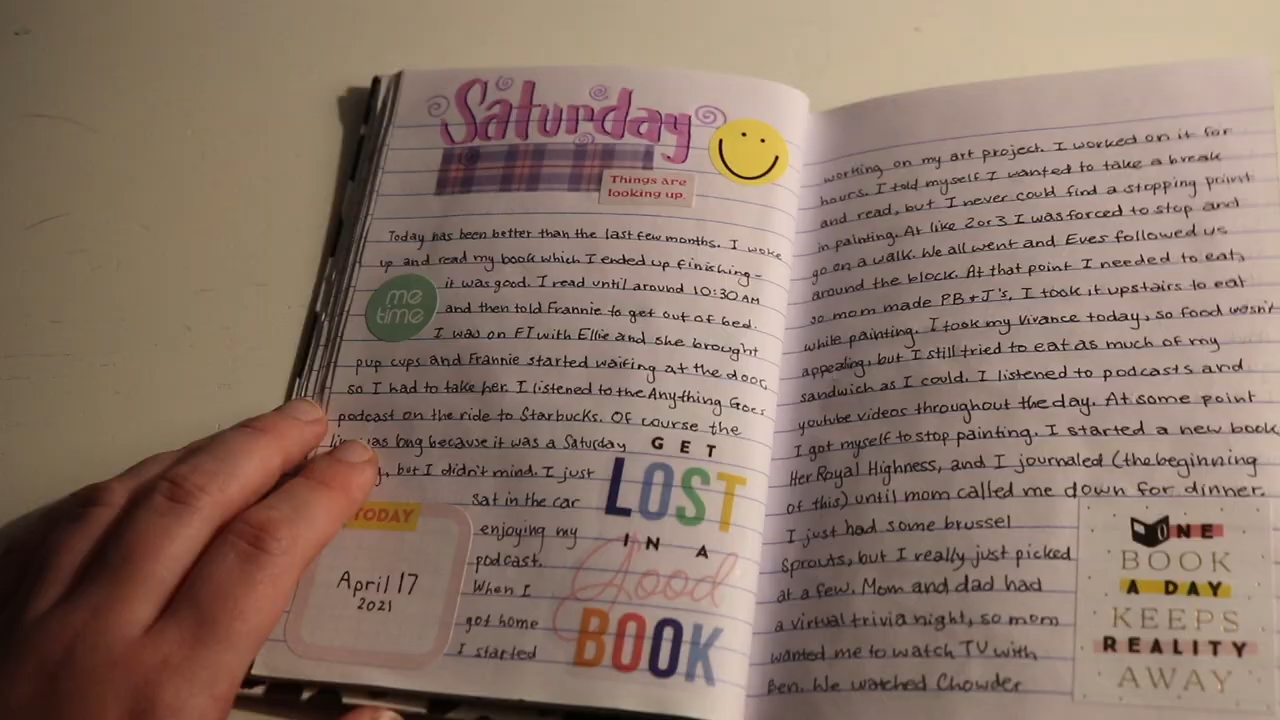 Saturday
Things are
looking up.
Today has been better than the last few months. I woke
up and read my book which I ended up finishing-
it was good. I read until around 10:30 AM
me
time
and then told Frannie to get out of bed.
I was on FT with Ellie and she brought
pup cups and Frannie started waiting at the door,
so I had to take her. I listened to the Anything Goes
podcast on the ride to Starbucks. Of course the
was long because it was a Saturday
, but I didn't mind. I just
sat in the car
enjoying my
podcast.
When I
got home
I started
GET
LOST
IN A
Good
BOOK
TODAY
April 17
2021
working on my art project. I worked on it for
hours. I told myself I wanted to take a break
and read, but I never could find a stopping point
in painting. At like 2 or 3 I was forced to stop and
go on a walk. We all went and Eves followed us
around the block. At that point I needed to eat,
so mom made PB+J's. I took it upstairs to eat
while painting. I took my Vivance today, so food wasn't
appealing, but I still tried to eat as much of my
sandwich as I could. I listened to podcasts and
youtube videos throughout the day. At some point
I got myself to stop painting. I started a new book
Her Royal Highness, and I journaled (the beginning
of this) until mom called me down for dinner.
I just had some brussel
sprouts, but I really just picked
at a few. Mom and dad had
a virtual trivia night, so mom
wanted me to watch TV with
Ben. We watched Chowder
ONE
BOOK
A DAY
KEEPS
REALITY
AWAY